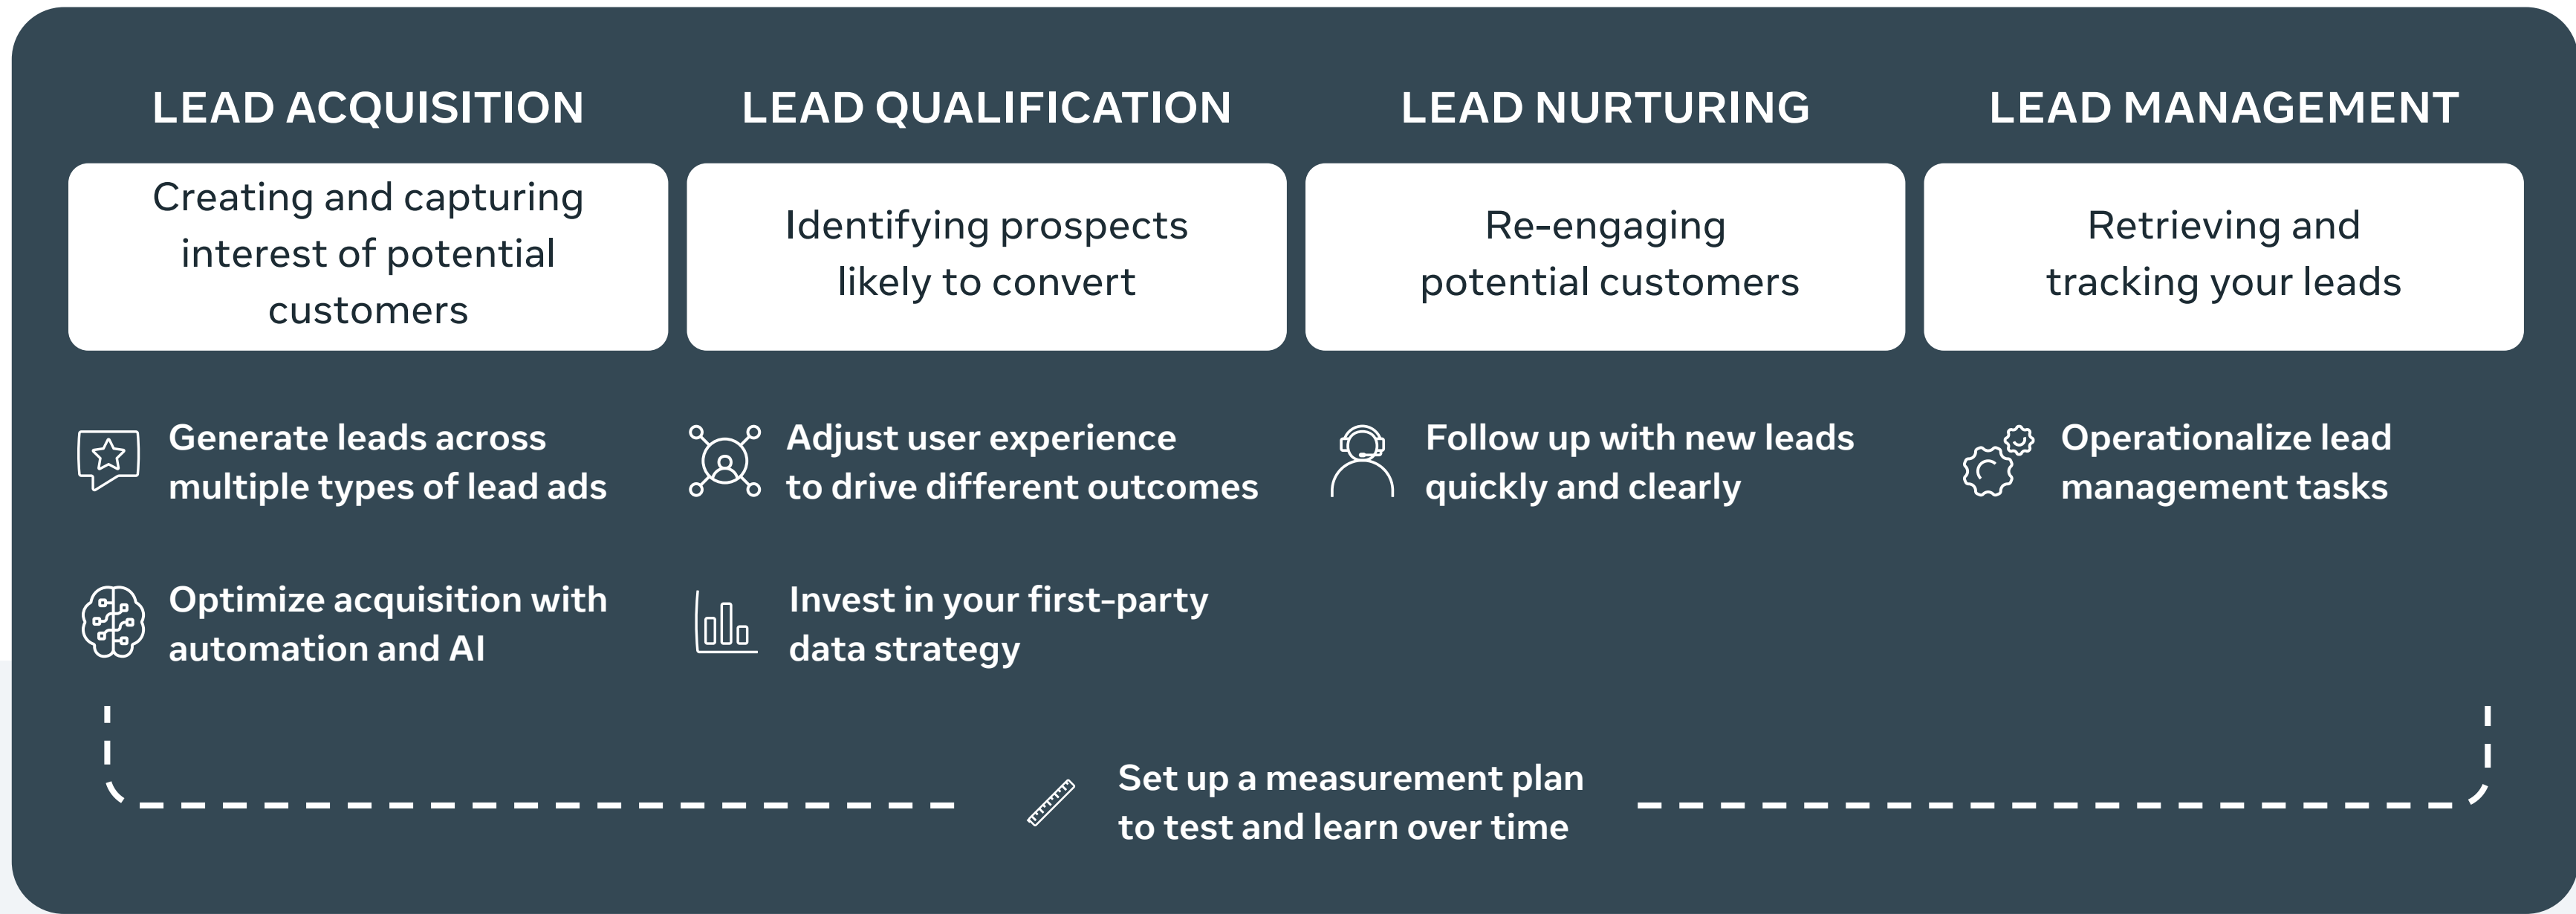 LEAD ACQUISITION
Creating and capturing
interest of potential
customers
Generate leads across
multiple types of lead ads
Optimize acquisition with
automation and AI
LEAD QUALIFICATION
Identifying prospects
likely to convert
Adjust user experience
to drive different outcomes
Invest in your first-party
data strategy
LEAD NURTURING
Re-engaging
potential customers
Follow up with new leads
quickly and clearly
LEAD MANAGEMENT
Retrieving and
tracking your leads
Operationalize lead
management tasks
Set up a measurement plan
to test and learn over time